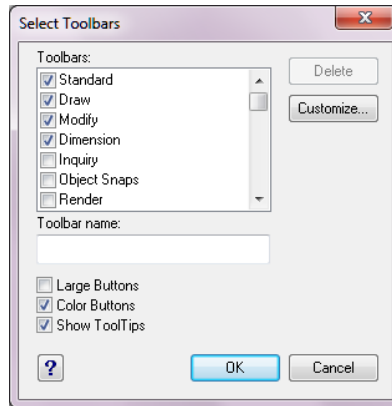 Select Toolbars
Toolbars:
Standard
Draw
Modify
Dimension
Inquiry
Object Snaps
Render
Delete
Customize...
Toolbar name:
Large Buttons
Color Buttons
Show ToolTips
?
OK
Cancel